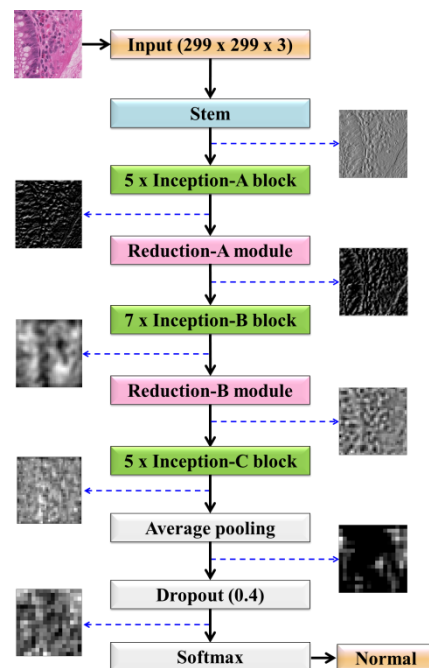 Input (299 x 299 x 3)
Stem
5 x Inception-A block
Reduction-A module
7 x Inception-B block
Reduction-B module
5 x Inception-C block
Average pooling
Dropout (0.4)
Softmax
Normal